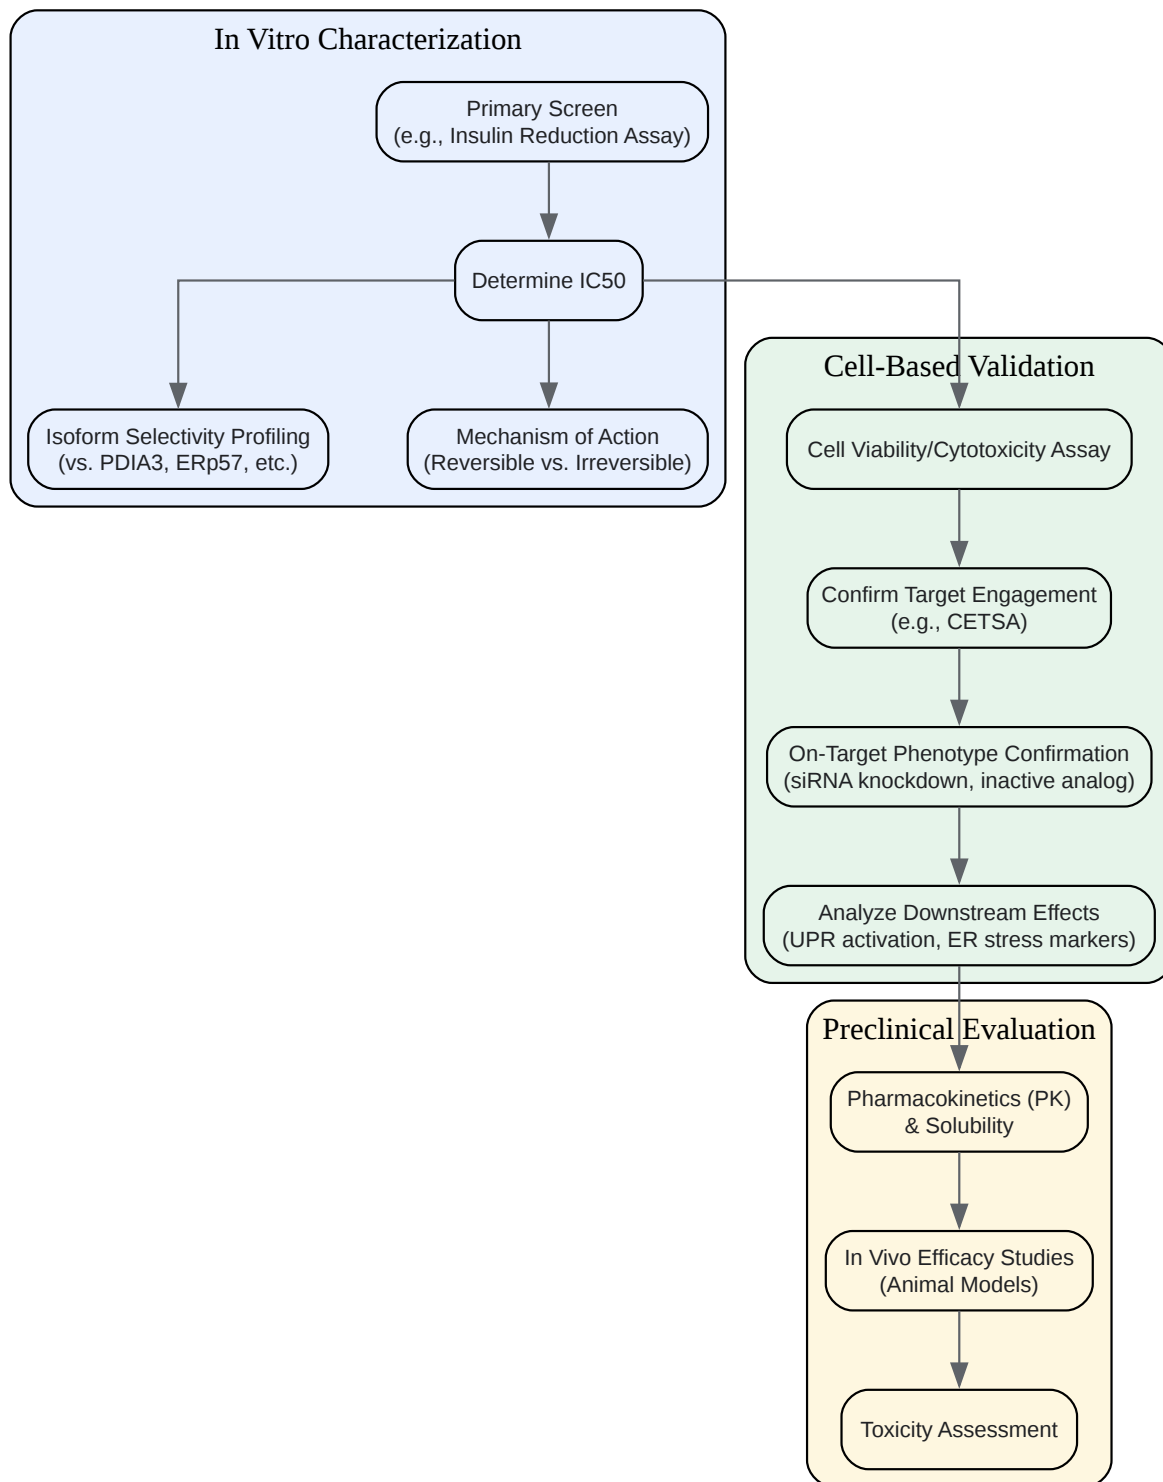 In Vitro Characterization
Primary Screen
(e.g., Insulin Reduction Assay)
Determine IC50
Isoform Selectivity Profiling
(vs. PDIA3, ERp57, etc.)
Mechanism of Action
(Reversible vs. Irreversible)
Cell-Based Validation
Cell Viability/Cytotoxicity Assay
Confirm Target Engagement
(e.g., CETSA)
On-Target Phenotype Confirmation
(siRNA knockdown, inactive analog)
Analyze Downstream Effects
(UPR activation, ER stress markers)
Preclinical Evaluation
Pharmacokinetics (PK)
& Solubility
In Vivo Efficacy Studies
(Animal Models)
Toxicity Assessment